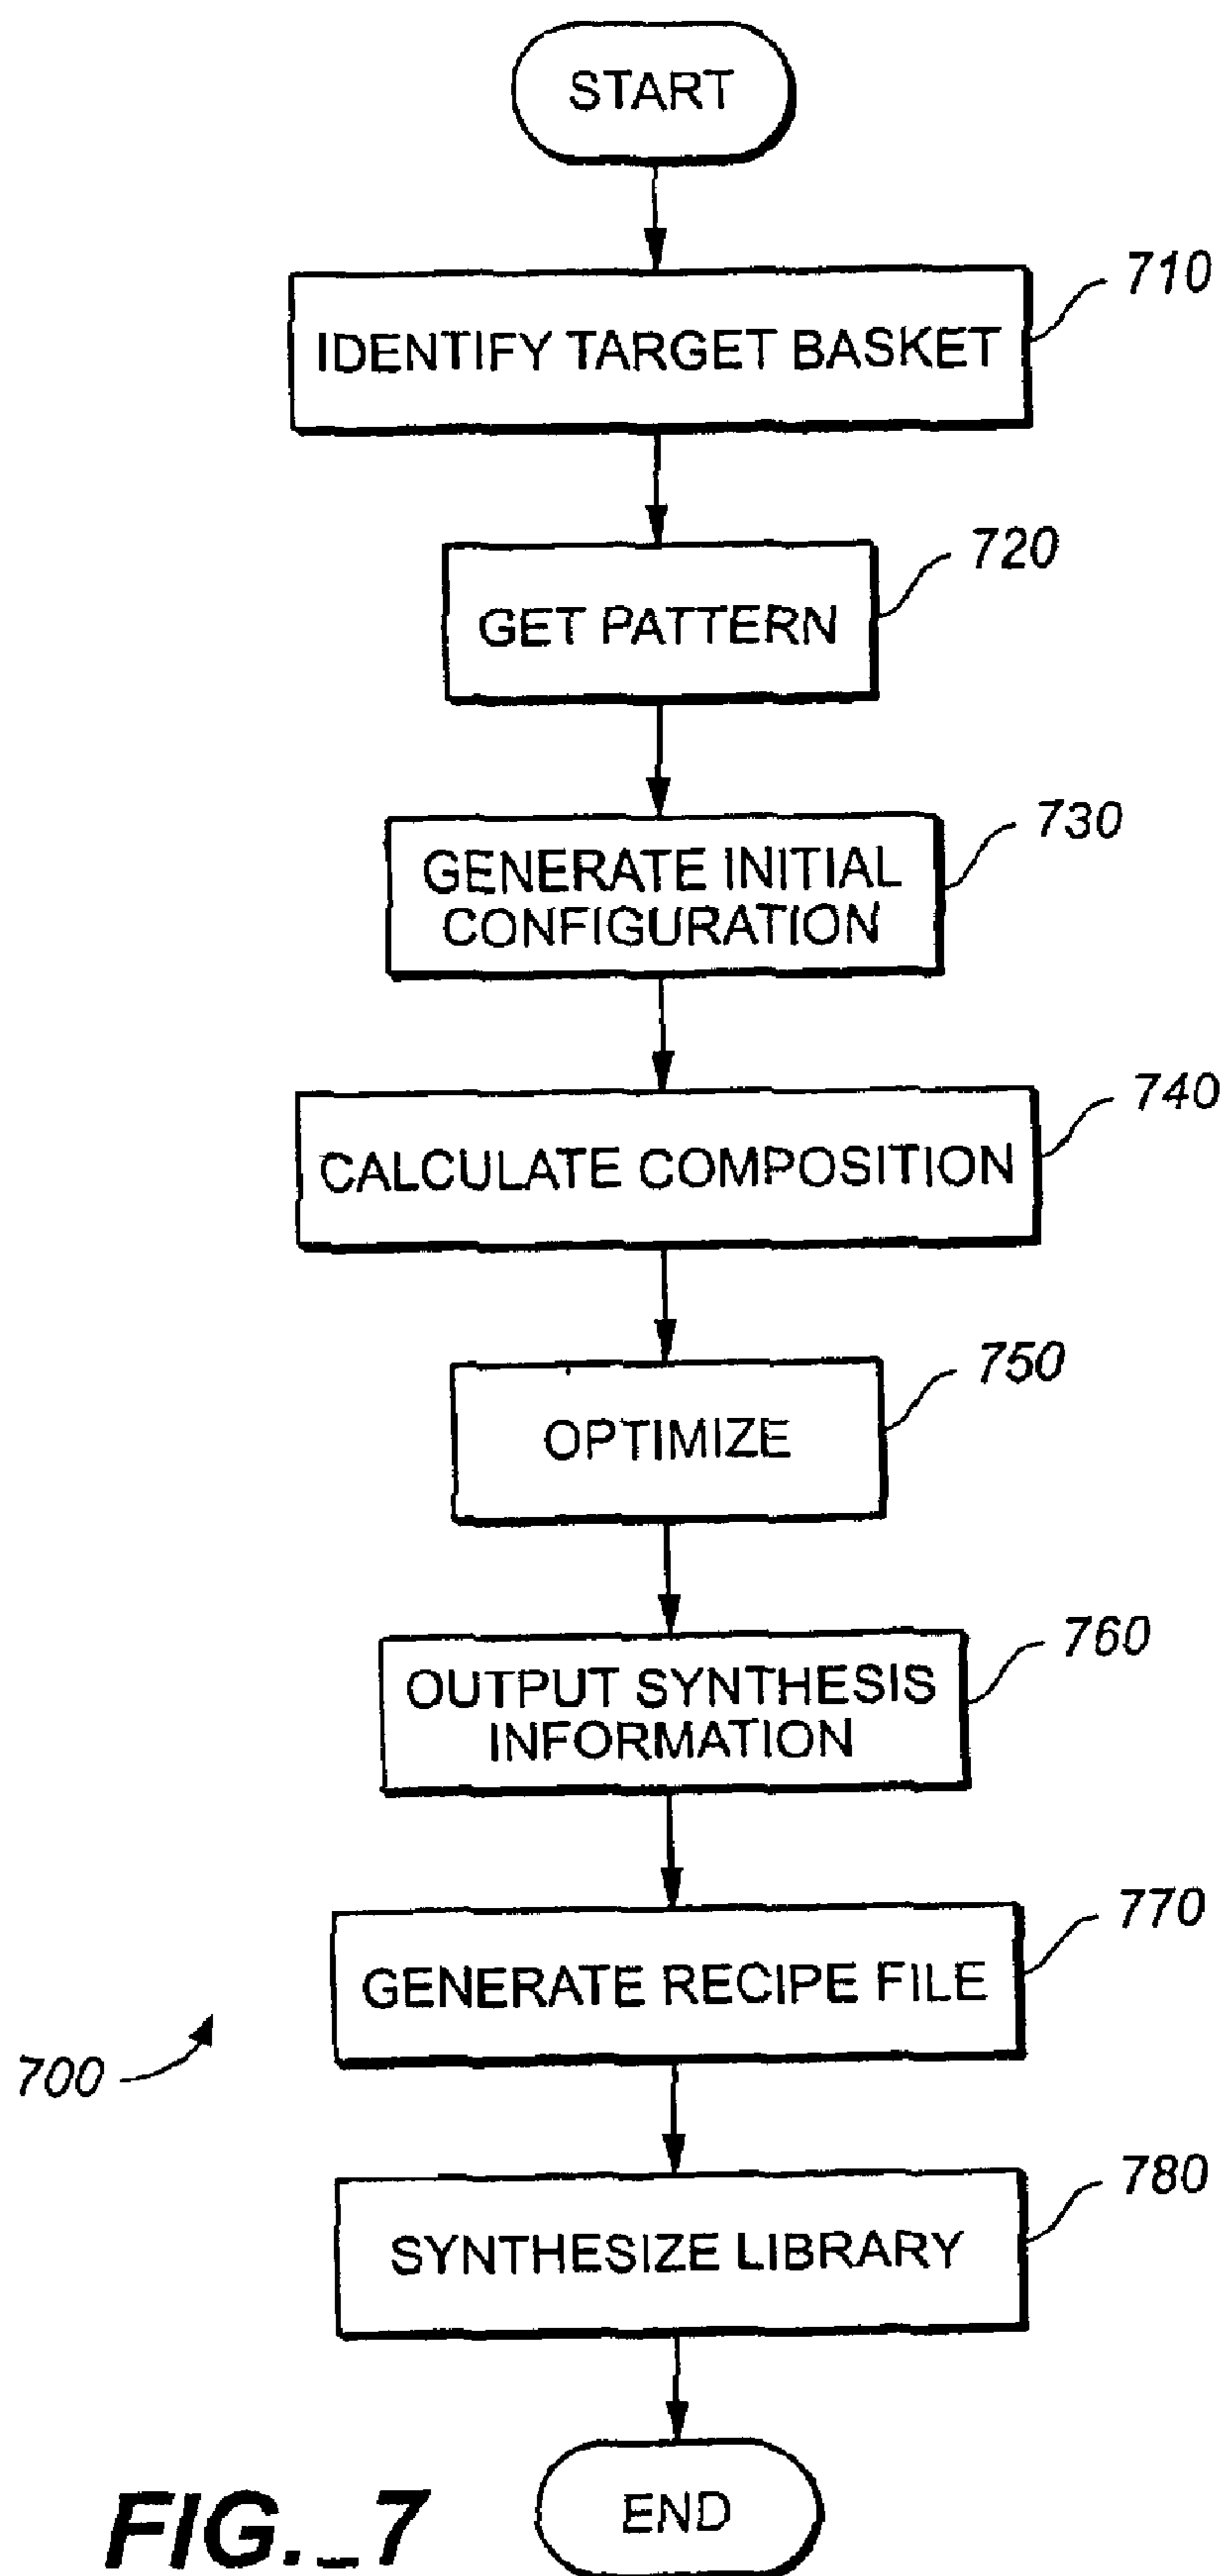 START
710
IDENTIFY TARGET BASKET
720
GET PATTERN
730
GENERATE INITIAL
CONFIGURATION
740
CALCULATE COMPOSITION
750
OPTIMIZE
760
OUTPUT SYNTHESIS
INFORMATION
770
GENERATE RECIPE FILE
700
780
SYNTHESIZE LIBRARY
END
FIG._7